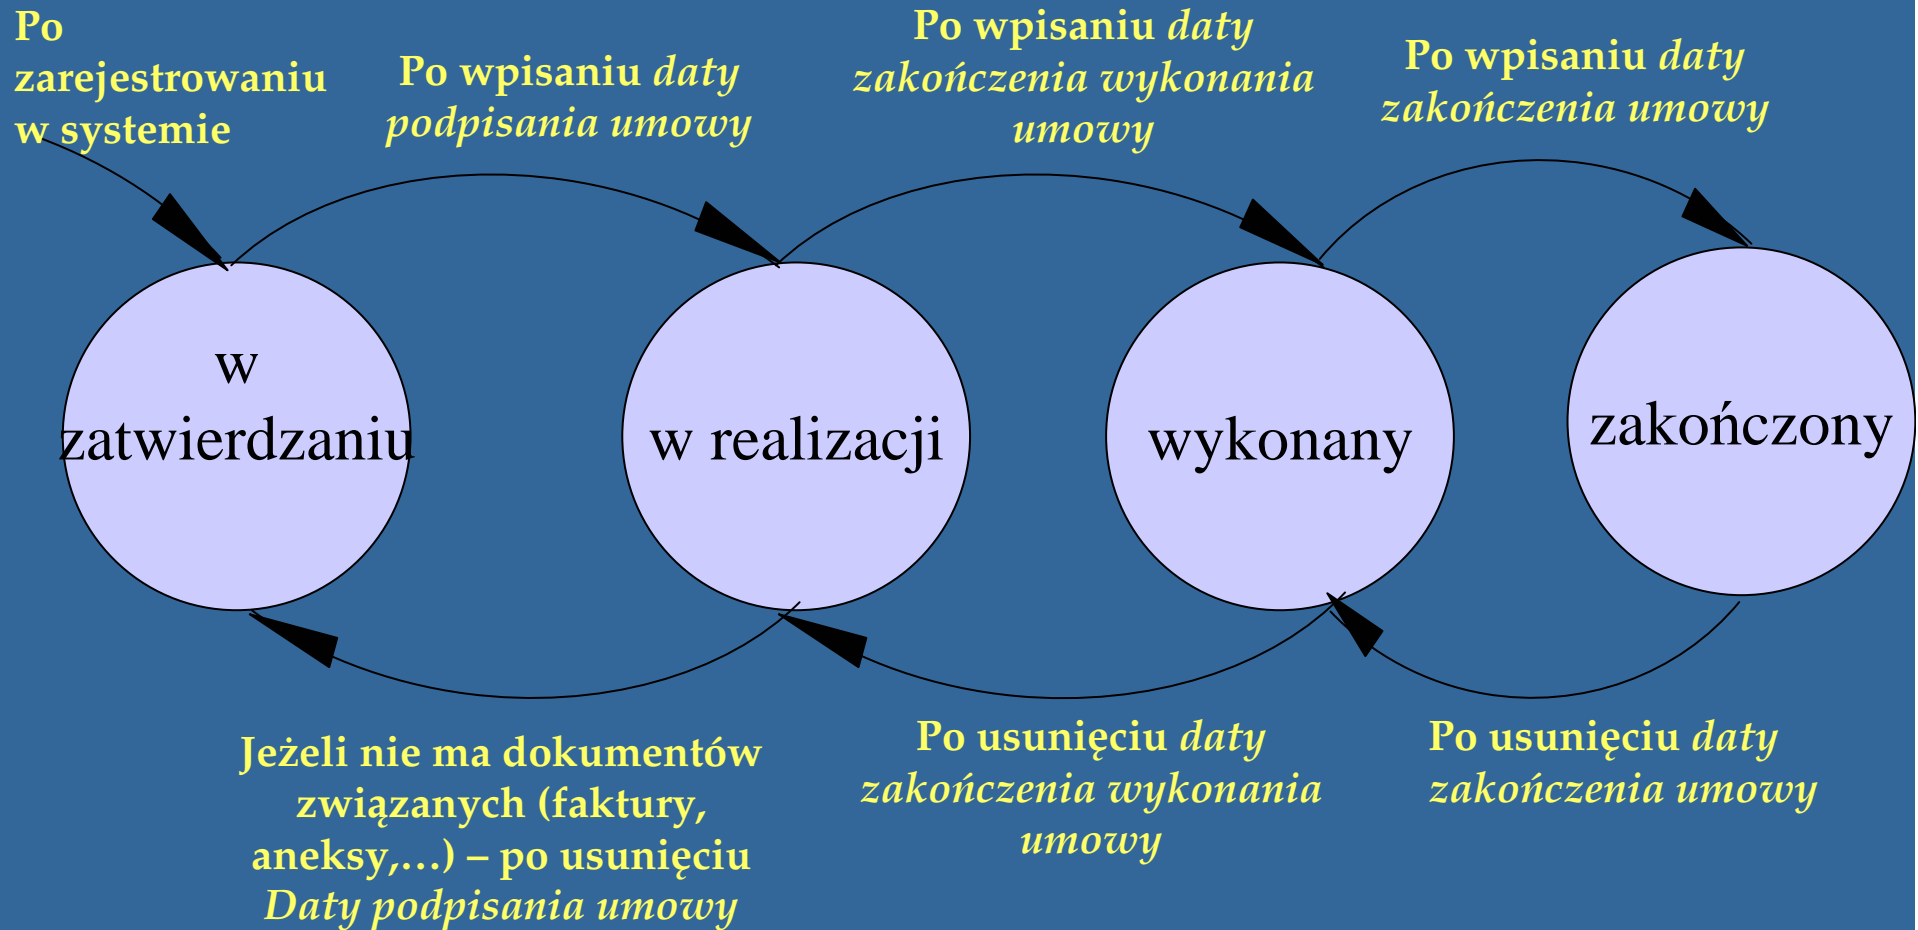 Po
zarejestrowaniu
w systemie
Po wpisaniu daty
podpisania umowy
Po wpisaniu daty
zakończenia wykonania
umowy
Po wpisaniu daty
zakończenia umowy
w
zatwierdzaniu
w realizacji
wykonany
zakończony
Jeżeli nie ma dokumentów
związanych (faktury,
aneksy,...) – po usunięciu
Daty podpisania umowy
Po usunięciu daty
zakończenia wykonania
umowy
Po usunięciu daty
zakończenia umowy